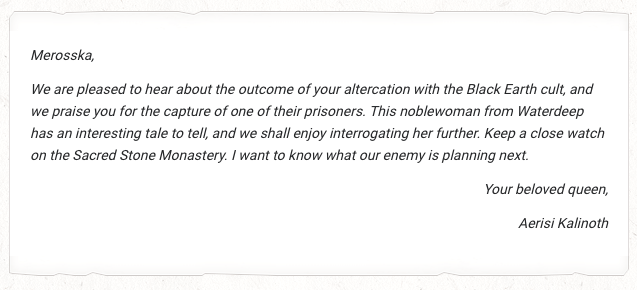 Merosska,
We are pleased to hear about the outcome of your altercation with the Black Earth cult, and
we praise you for the capture of one of their prisoners. This noblewoman from Waterdeep
has an interesting tale to tell, and we shall enjoy interrogating her further. Keep a close watch
on the Sacred Stone Monastery. I want to know what our enemy is planning next.
Your beloved queen,
Aerisi Kalinoth